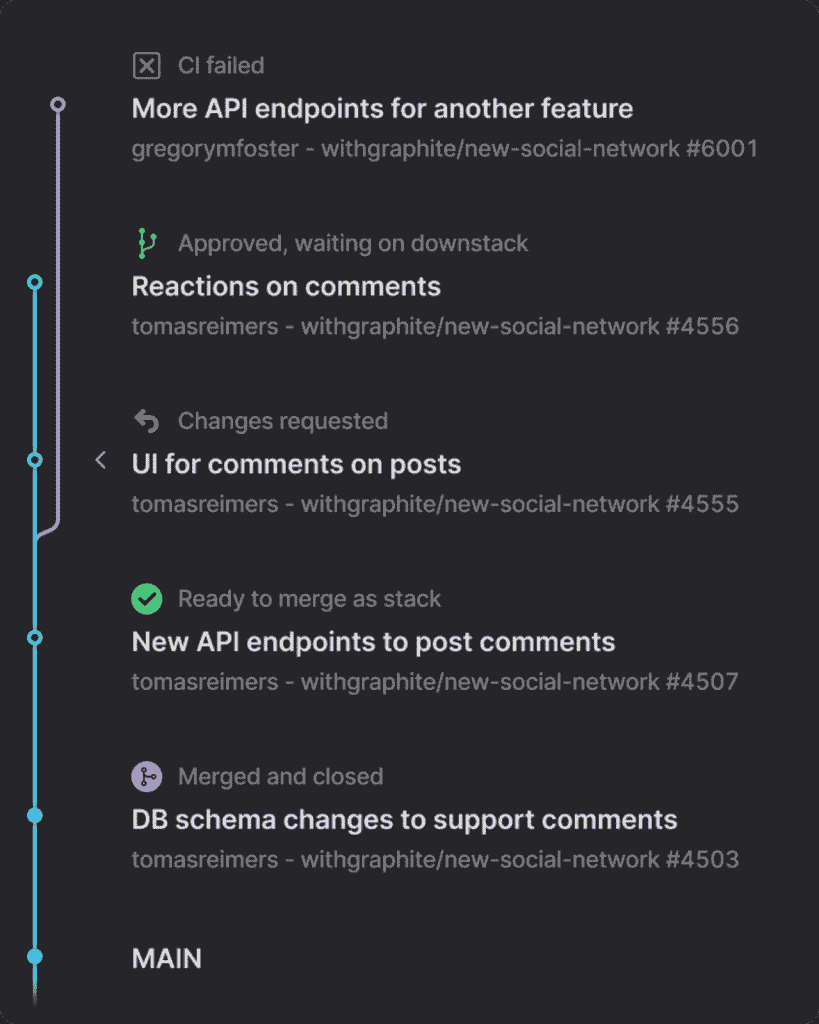 CI failed
More API endpoints for another feature
gregorymfoster - withgraphite/new-social-network #6001
Approved, waiting on downstack
Reactions on comments
tomasreimers - withgraphite/new-social-network #4556
Changes requested
UI for comments on posts
tomasreimers - withgraphite/new-social-network #4555
Ready to merge as stack
New API endpoints to post comments
tomasreimers - withgraphite/new-social-network #4507
Merged and closed
DB schema changes to support comments
tomasreimers - withgraphite/new-social-network #4503
MAIN